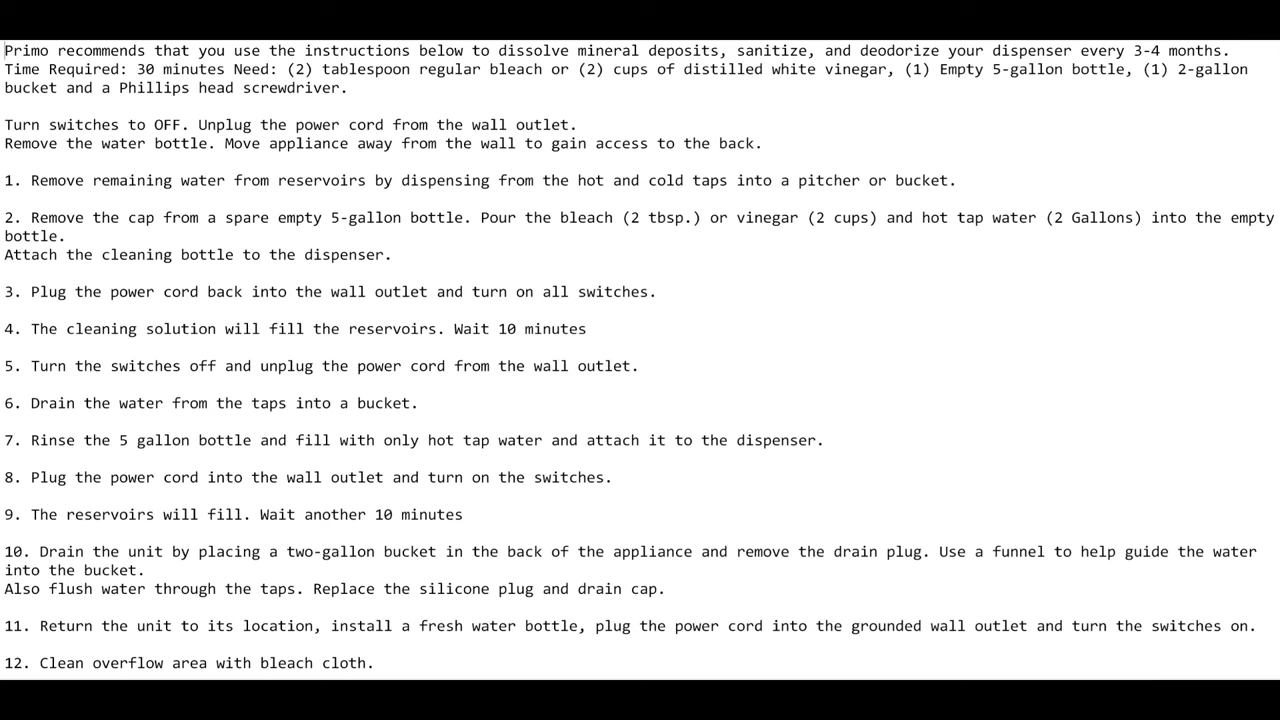 Primo recommends that you use the instructions below to dissolve mineral deposits, sanitize, and deodorize your dispenser every 3-4 months.
Time Required: 30 minutes Need: (2) tablespoon regular bleach or (2) cups of distilled white vinegar, (1) Empty 5-gallon bottle, (1) 2-gallon
bucket and a Phillips head screwdriver.
Turn switches to OFF. Unplug the power cord from the wall outlet.
Remove the water bottle. Move appliance away from the wall to gain access to the back.
1. Remove remaining water from reservoirs by dispensing from the hot and cold taps into a pitcher or bucket.
2. Remove the cap from a spare empty 5-gallon bottle. Pour the bleach (2 tbsp.) or vinegar (2 cups) and hot tap water (2 Gallons) into the empty
bottle.
Attach the cleaning bottle to the dispenser.
3. Plug the power cord back into the wall outlet and turn on all switches.
4. The cleaning solution will fill the reservoirs. Wait 10 minutes
5. Turn the switches off and unplug the power cord from the wall outlet.
6. Drain the water from the taps into a bucket.
7. Rinse the 5 gallon bottle and fill with only hot tap water and attach it to the dispenser.
8. Plug the power cord into the wall outlet and turn on the switches.
9. The reservoirs will fill. Wait another 10 minutes
10. Drain the unit by placing a two-gallon bucket in the back of the appliance and remove the drain plug. Use a funnel to help guide the water
into the bucket.
Also flush water through the taps. Replace the silicone plug and drain cap.
11. Return the unit to its location, install a fresh water bottle, plug the power cord into the grounded wall outlet and turn the switches on.
12. Clean overflow area with bleach cloth.